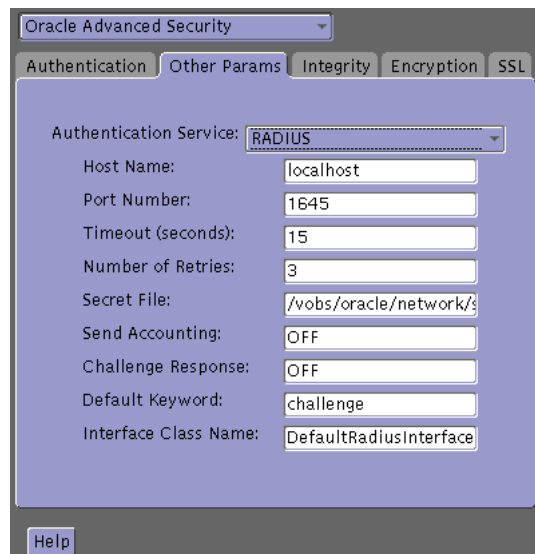 Oracle Advanced Security
Authentication Other Params Integrity Encryption SSL
Authentication Service: RADIUS
Host Name: localhost
Port Number: 1645
Timeout (seconds): 15
Number of Retries: 3
Secret File: /vobs/oracle/network/s
Send Accounting: OFF
Challenge Response: OFF
Default Keyword: challenge
Interface Class Name: DefaultRadiusInterface
Help